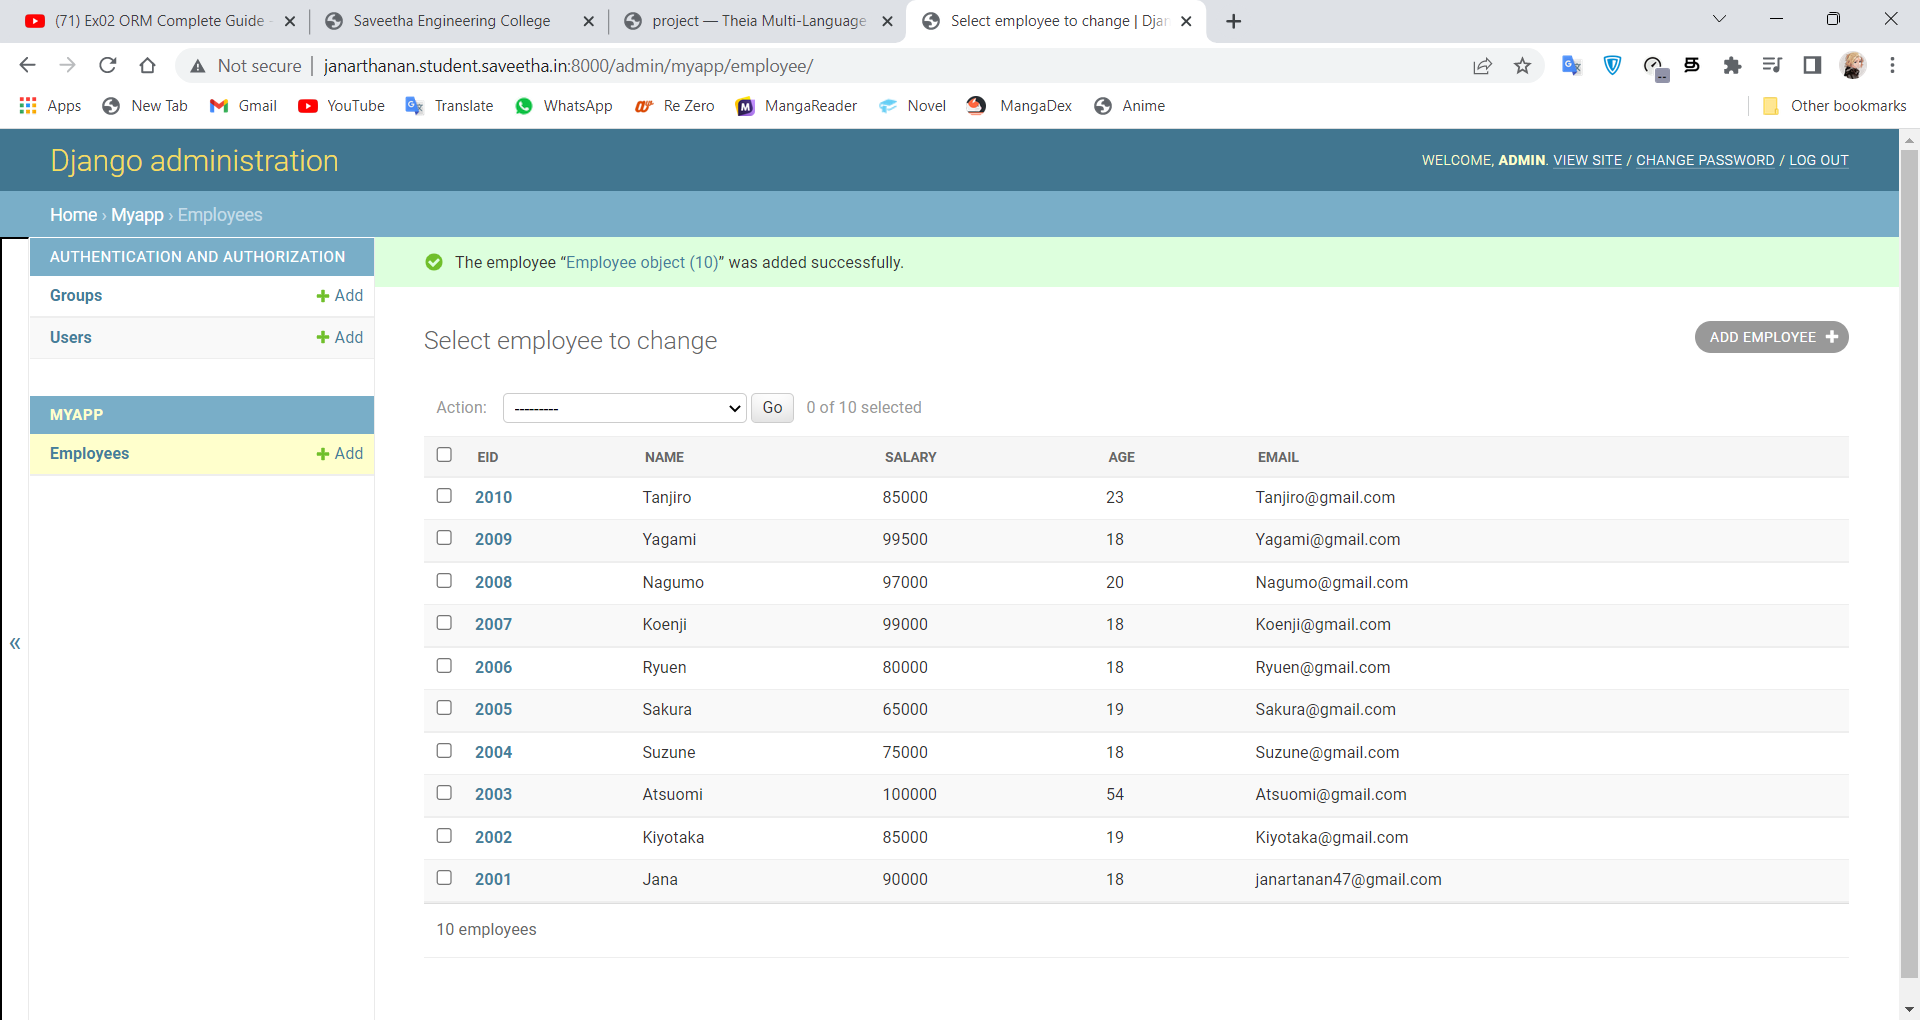 (71) Ex02 ORM Complete Guide -
Saveetha Engineering College
project — Theia Multi-Language
Select employee to change | Djan
Not secure | janarthanan.student.saveetha.in:8000/admin/myapp/employee/
Apps
New Tab
Gmail
YouTube
Translate
WhatsApp
Re Zero
MangaReader
Novel
MangaDex
Anime
Other bookmarks
Django administration
WELCOME, ADMIN. VIEW SITE / CHANGE PASSWORD / LOG OUT
Home › Myapp › Employees
AUTHENTICATION AND AUTHORIZATION
Groups + Add
Users + Add
MYAPP
Employees + Add
«
The employee “Employee object (10)” was added successfully.
Select employee to change
ADD EMPLOYEE +
Action: --------- Go 0 of 10 selected
EID NAME SALARY AGE EMAIL
2010 Tanjiro 85000 23 Tanjiro@gmail.com
2009 Yagami 99500 18 Yagami@gmail.com
2008 Nagumo 97000 20 Nagumo@gmail.com
2007 Koenji 99000 18 Koenji@gmail.com
2006 Ryuen 80000 18 Ryuen@gmail.com
2005 Sakura 65000 19 Sakura@gmail.com
2004 Suzune 75000 18 Suzune@gmail.com
2003 Atsuomi 100000 54 Atsuomi@gmail.com
2002 Kiyotaka 85000 19 Kiyotaka@gmail.com
2001 Jana 90000 18 janartanan47@gmail.com
10 employees